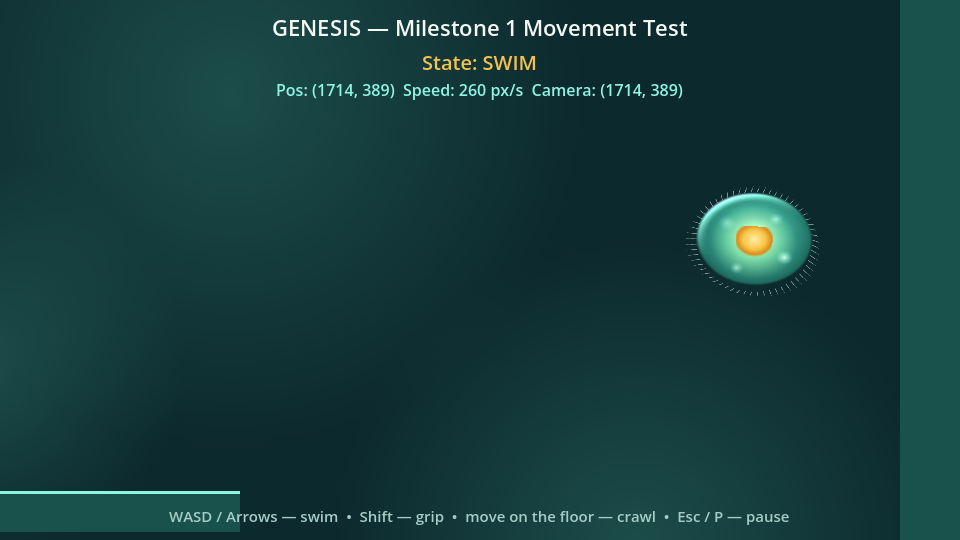 GENESIS — Milestone 1 Movement Test
State: SWIM
Pos: (1714, 389)  Speed: 260 px/s  Camera: (1714, 389)
WASD / Arrows — swim  •  Shift — grip  •  move on the floor — crawl  •  Esc / P — pause